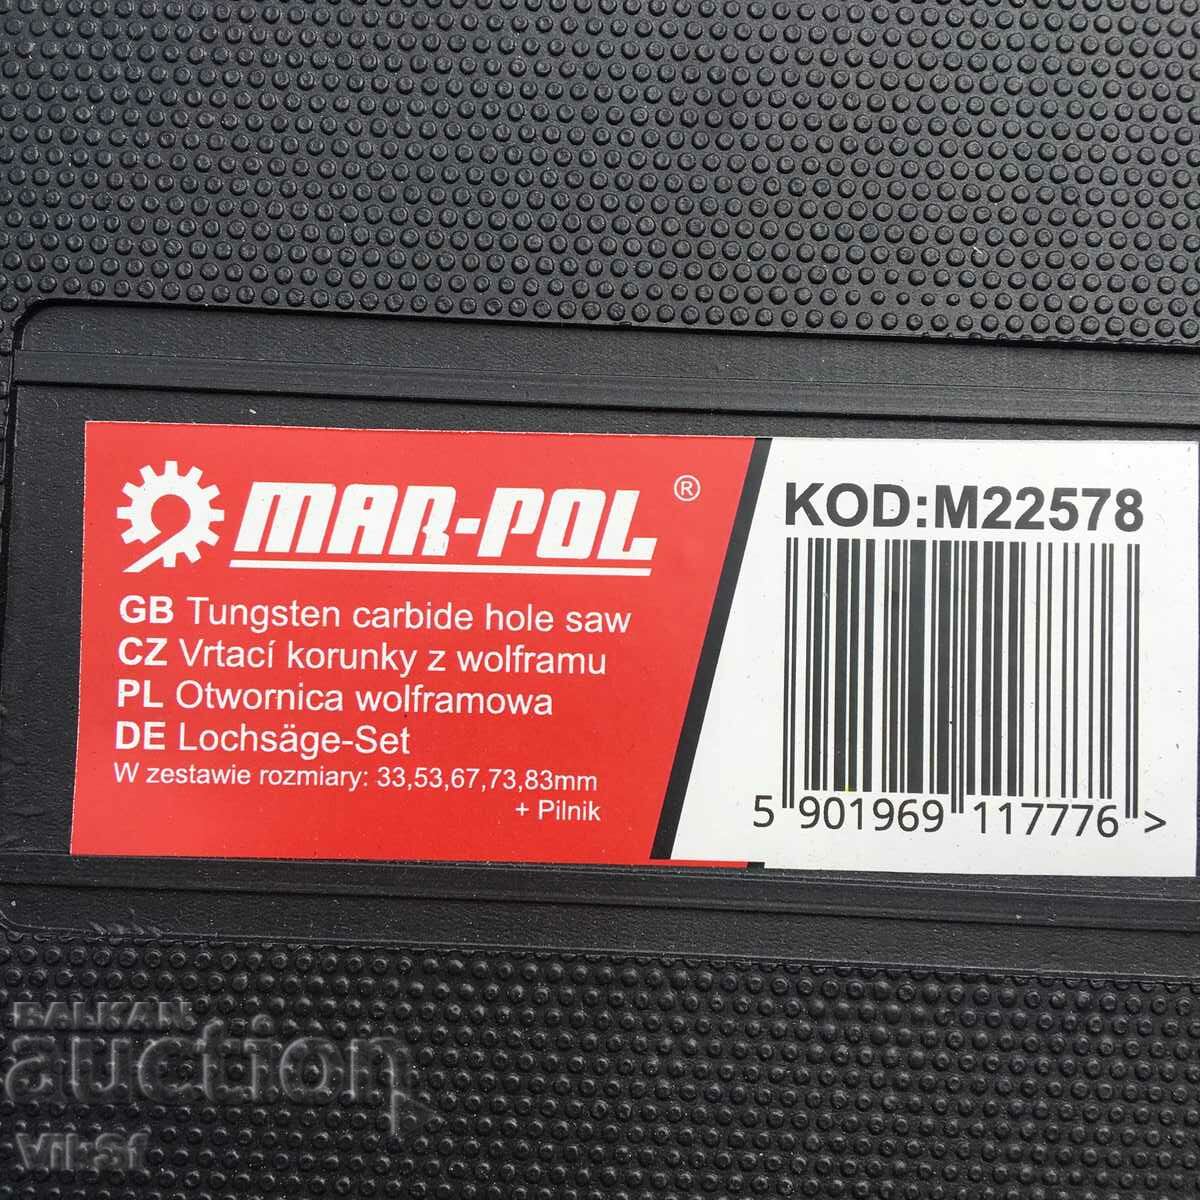 MAR-POL ®
GB Tungsten carbide hole saw
CZ Vrtací korunky z wolframu
PL Otwornica wolframowa
DE Lochsäge-Set
W zestawie rozmiary: 33,53,67,73,83mm
+ Pilnik
KOD:M22578
5 901969 117776 >
BALKAN
auction
VikSf